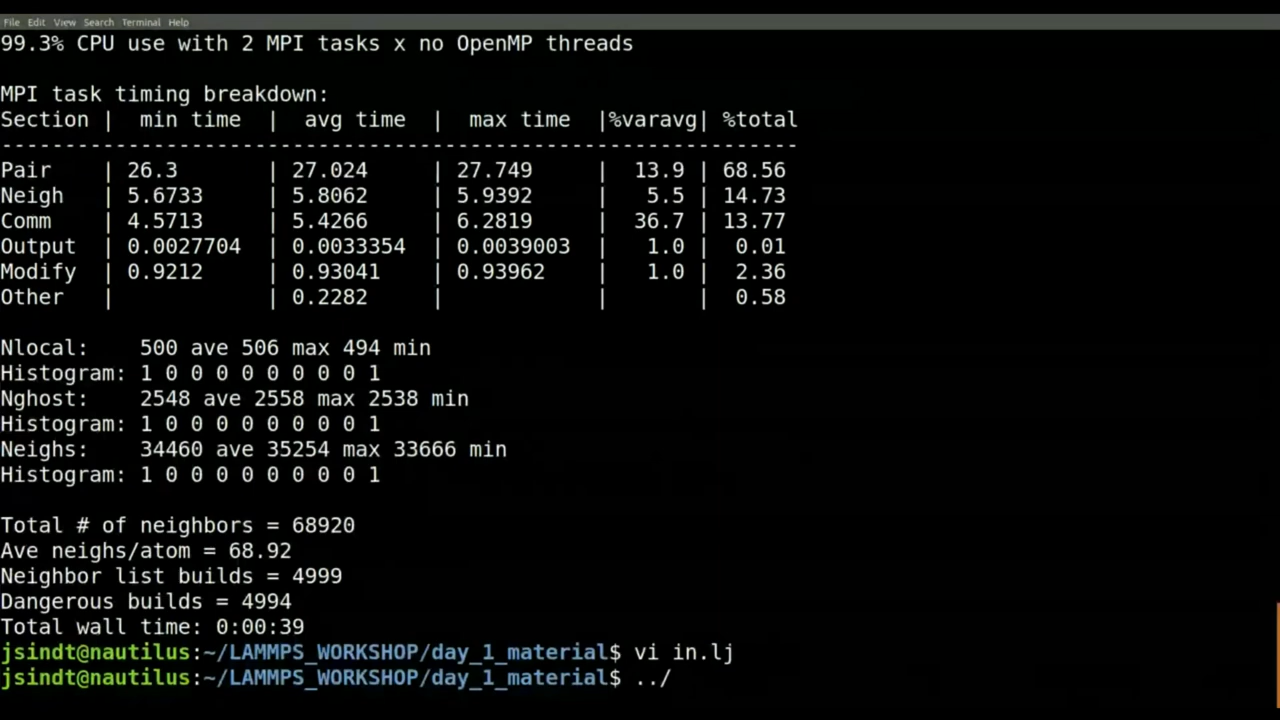 File Edit View Search Terminal Help
99.3% CPU use with 2 MPI tasks x no OpenMP threads
MPI task timing breakdown:
Section |  min time  |  avg time  |  max time  |%varavg| %total
---------------------------------------------------------------
Pair    | 26.3       | 27.024     | 27.749     |  13.9 | 68.56
Neigh   | 5.6733     | 5.8062     | 5.9392     |   5.5 | 14.73
Comm    | 4.5713     | 5.4266     | 6.2819     |  36.7 | 13.77
Output  | 0.0027704  | 0.0033354  | 0.0039003  |   1.0 |  0.01
Modify  | 0.9212     | 0.93041    | 0.93962    |   1.0 |  2.36
Other   |            | 0.2282     |            |       |  0.58
Nlocal:    500 ave 506 max 494 min
Histogram: 1 0 0 0 0 0 0 0 0 1
Nghost:    2548 ave 2558 max 2538 min
Histogram: 1 0 0 0 0 0 0 0 0 1
Neighs:    34460 ave 35254 max 33666 min
Histogram: 1 0 0 0 0 0 0 0 0 1
Total # of neighbors = 68920
Ave neighs/atom = 68.92
Neighbor list builds = 4999
Dangerous builds = 4994
Total wall time: 0:00:39
jsindt@nautilus:~/LAMMPS_WORKSHOP/day_1_material$ vi in.lj
jsindt@nautilus:~/LAMMPS_WORKSHOP/day_1_material$ ../